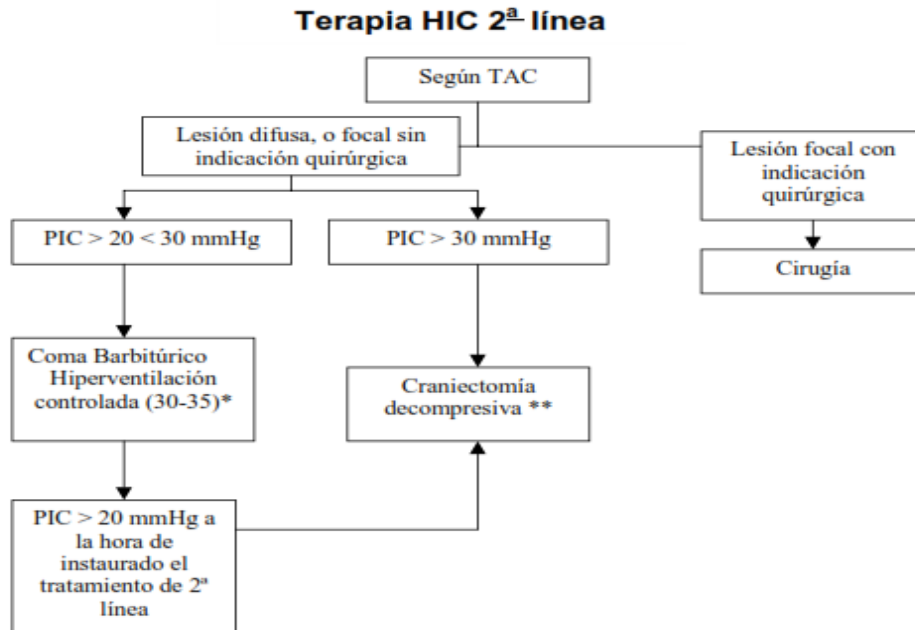 Terapia HIC 2ª línea
Según TAC
Lesión difusa, o focal sin
indicación quirúrgica
Lesión focal con
indicación
quirúrgica
PIC > 20 < 30 mmHg
PIC > 30 mmHg
Cirugía
Coma Barbitúrico
Hiperventilación
controlada (30-35)*
Craniectomía
decompresiva **
PIC > 20 mmHg a
la hora de
instaurado el
tratamiento de 2ª
línea